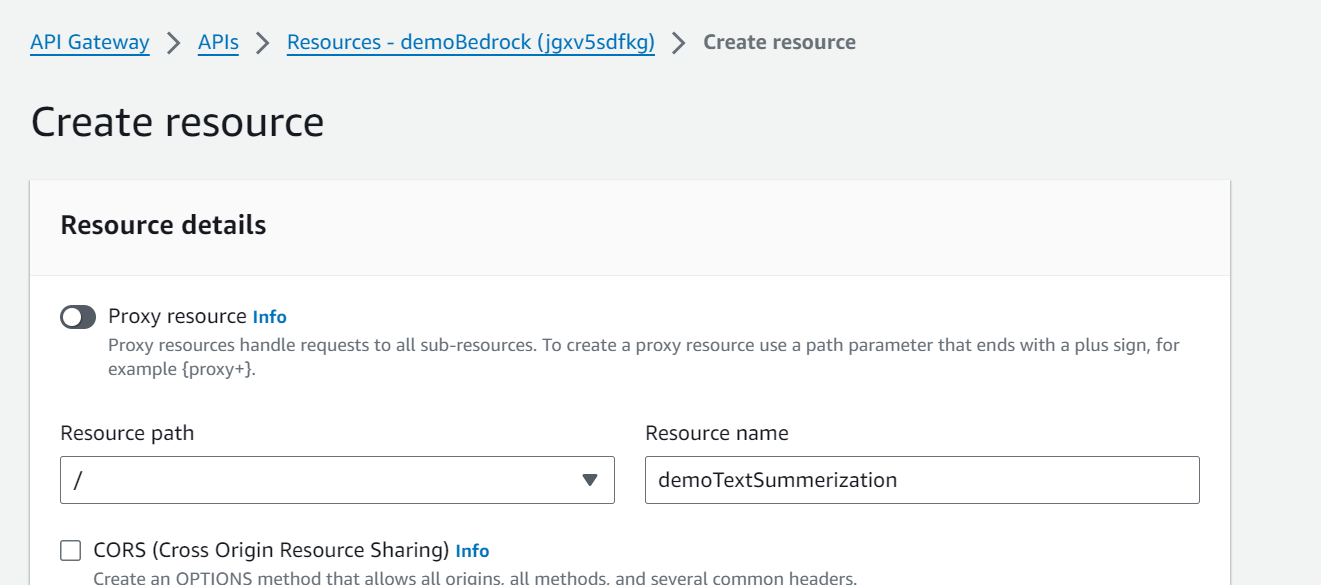 API Gateway > APIs > Resources - demoBedrock (jgxv5sdfkg) > Create resource
Create resource
Resource details
Proxy resource Info
Proxy resources handle requests to all sub-resources. To create a proxy resource use a path parameter that ends with a plus sign, for
example {proxy+}.
Resource path
/
Resource name
demoTextSummerization
CORS (Cross Origin Resource Sharing) Info
Create an OPTIONS method that allows all origins, all methods, and several common headers.